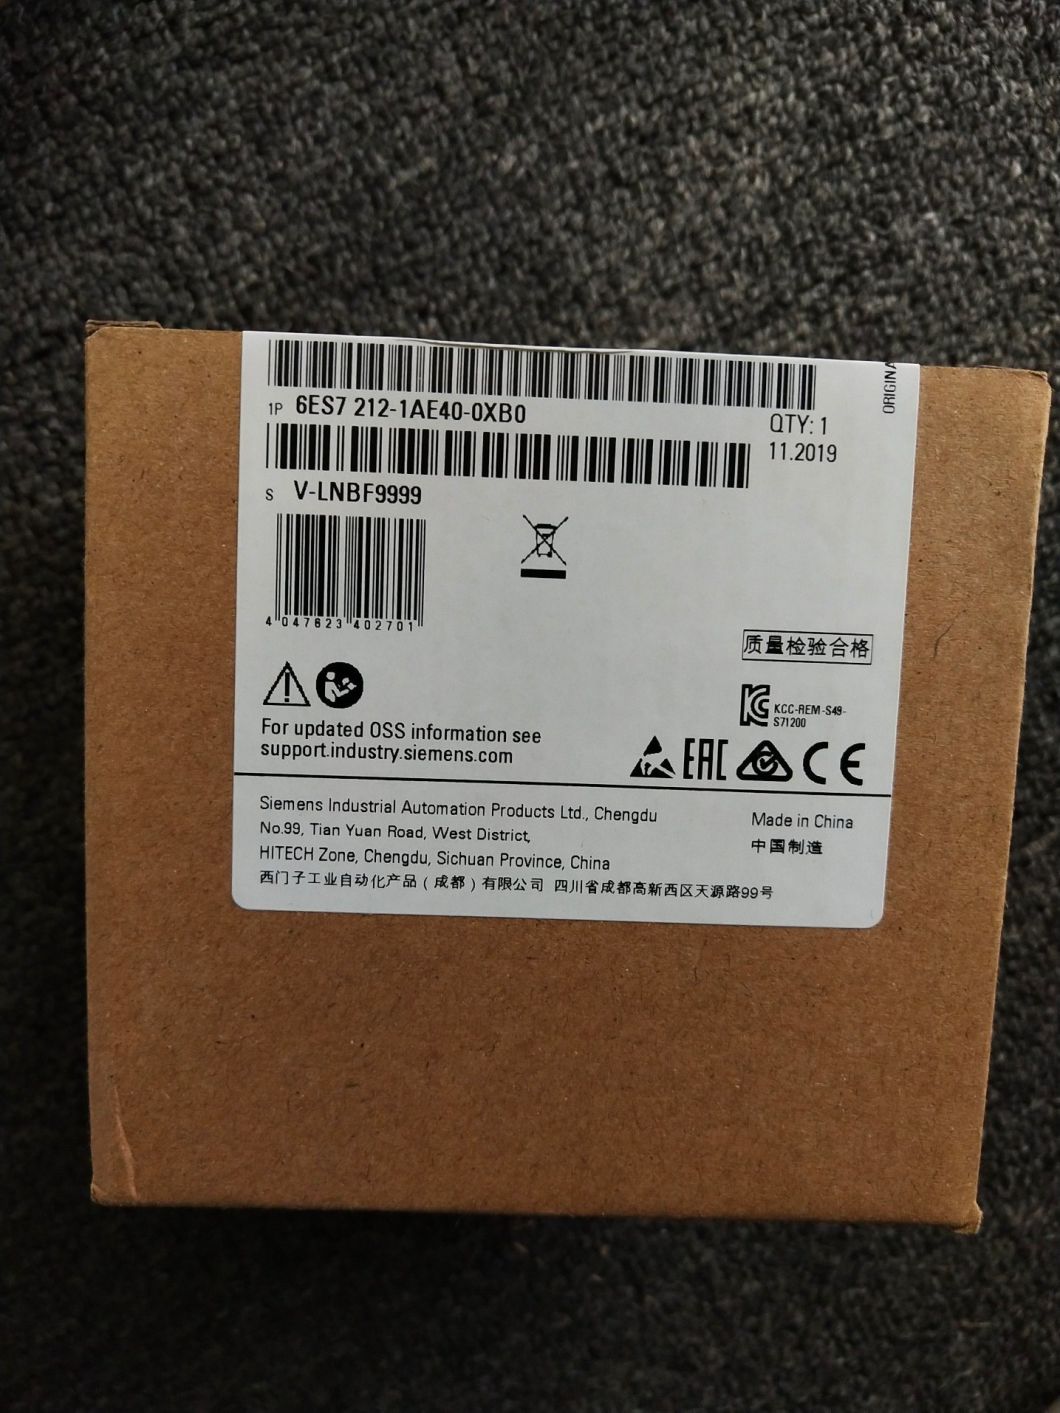 1P 6ES7 212-1AE40-0XB0
QTY: 1
11.2019
S V-LNBF9999
4 047623 402701
质量检验合格
KCC-REM-S49-
S71200
For updated OSS information see
support.industry.siemens.com
EAC
CE
Siemens Industrial Automation Products Ltd., Chengdu
No.99, Tian Yuan Road, West District,
HITECH Zone, Chengdu, Sichuan Province, China
西门子工业自动化产品（成都）有限公司 四川省成都高新西区天源路99号
Made in China
中国制造